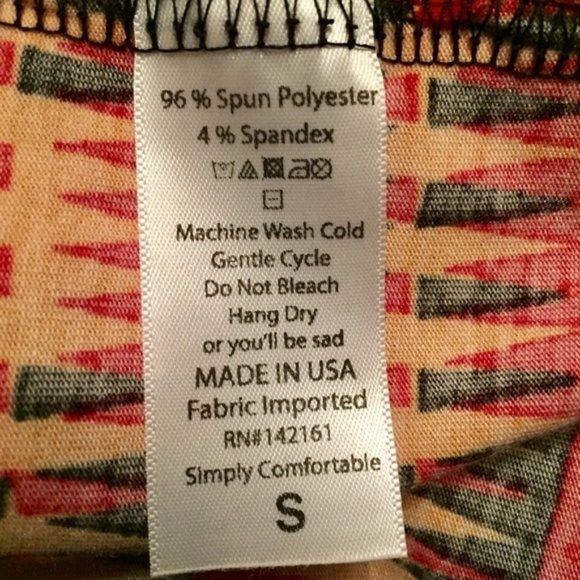 96 % Spun Polyester
4 % Spandex
Machine Wash Cold
Gentle Cycle
Do Not Bleach
Hang Dry
or you'll be sad
MADE IN USA
Fabric Imported
RN#142161
Simply Comfortable
S